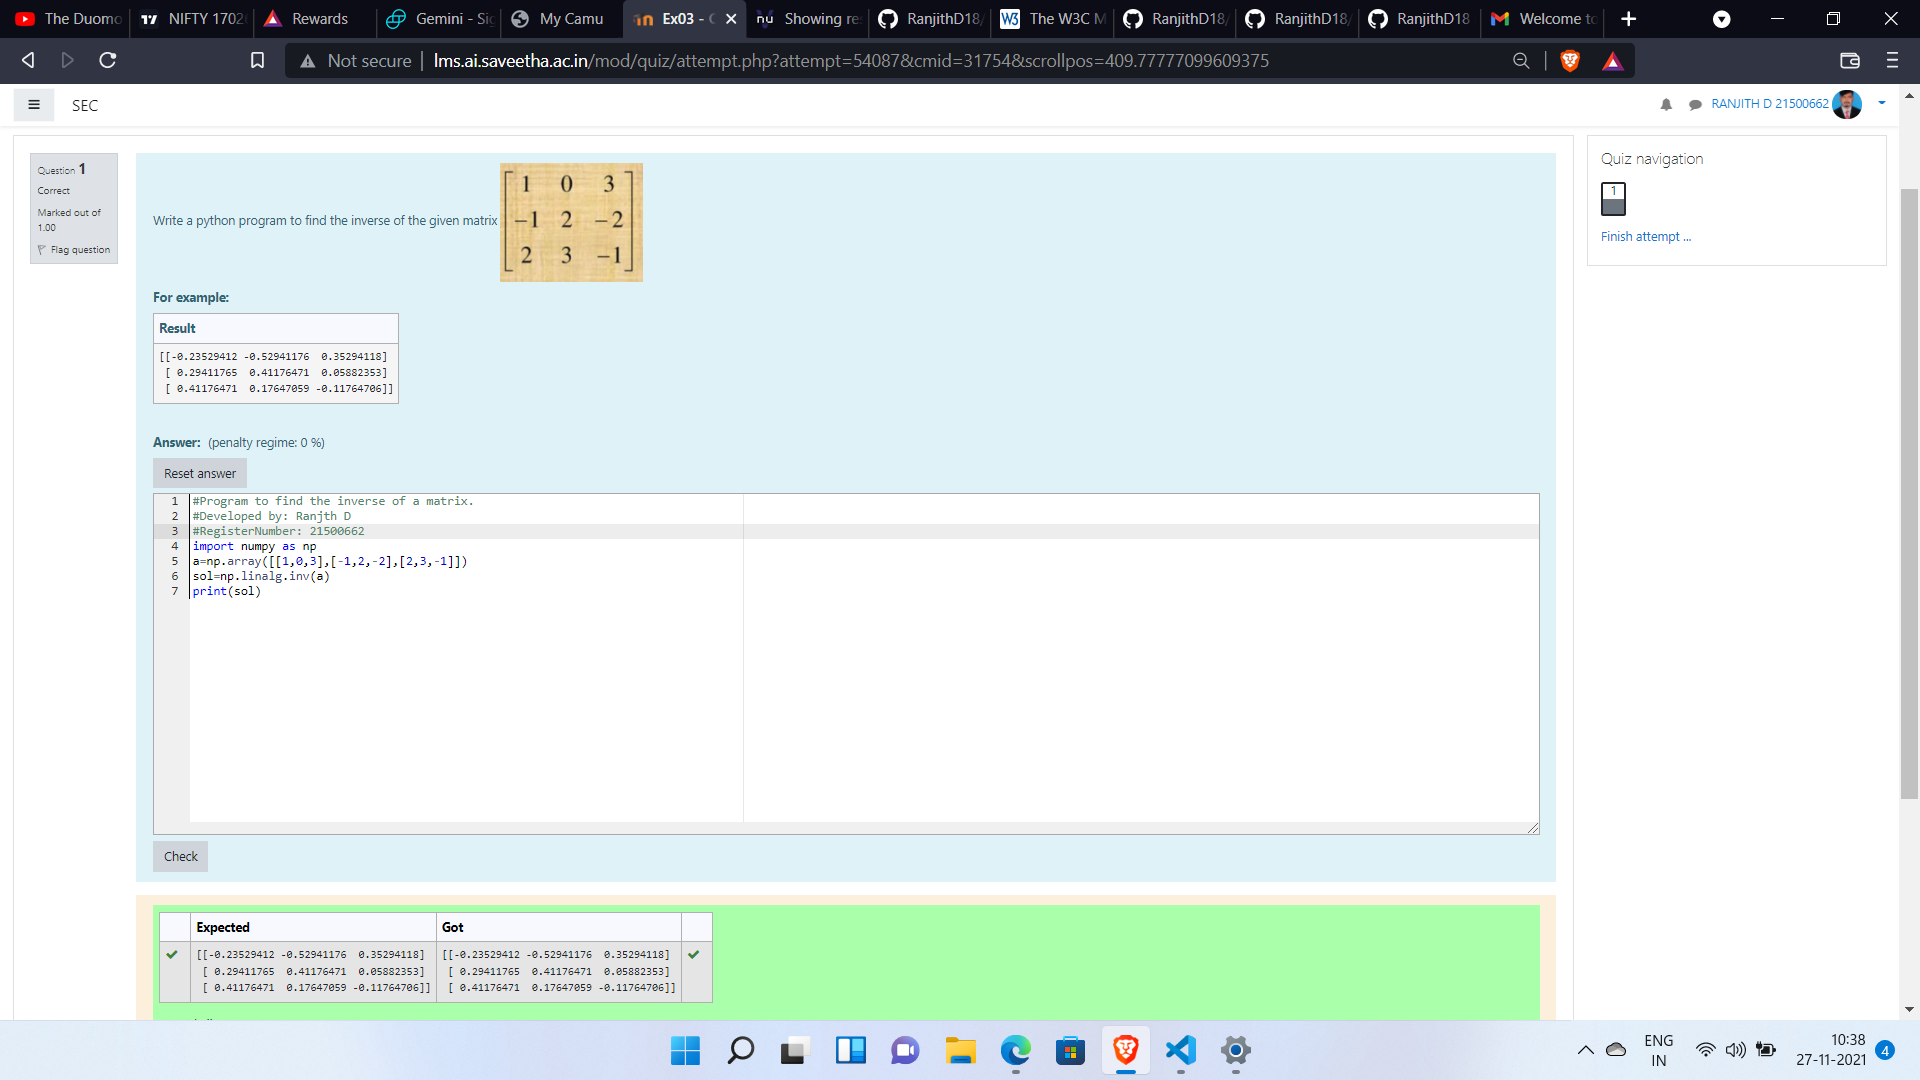 The Duomo
NIFTY 1702
Rewards
Gemini - Sig
My Camu
Ex03 -
Showing re
RanjithD18/
W3
The W3C M
RanjithD18/
RanjithD18/
RanjithD18
Welcome to
Not secure
lms.ai.saveetha.ac.in/mod/quiz/attempt.php?attempt=54087&cmid=31754&scrollpos=409.77777099609375
SEC
RANJITH D 21500662
Question 1
Correct
Marked out of
1.00
Flag question
Write a python program to find the inverse of the given matrix
1 0 3
-1 2 -2
2 3 -1
For example:
Result
[[-0.23529412 -0.52941176  0.35294118]
[ 0.29411765  0.41176471  0.05882353]
[ 0.41176471  0.17647059 -0.11764706]]
Answer: (penalty regime: 0 %)
Reset answer
1 #Program to find the inverse of a matrix.
2 #Developed by: Ranjth D
3 #RegisterNumber: 21500662
4 import numpy as np
5 a=np.array([[1,0,3],[-1,2,-2],[2,3,-1]])
6 sol=np.linalg.inv(a)
7 print(sol)
Check
Expected Got
[[-0.23529412 -0.52941176  0.35294118] [[-0.23529412 -0.52941176  0.35294118]
[ 0.29411765  0.41176471  0.05882353] [ 0.29411765  0.41176471  0.05882353]
[ 0.41176471  0.17647059 -0.11764706]] [ 0.41176471  0.17647059 -0.11764706]]
Quiz navigation
1
Finish attempt ...
ENG
IN
10:38
27-11-2021
4